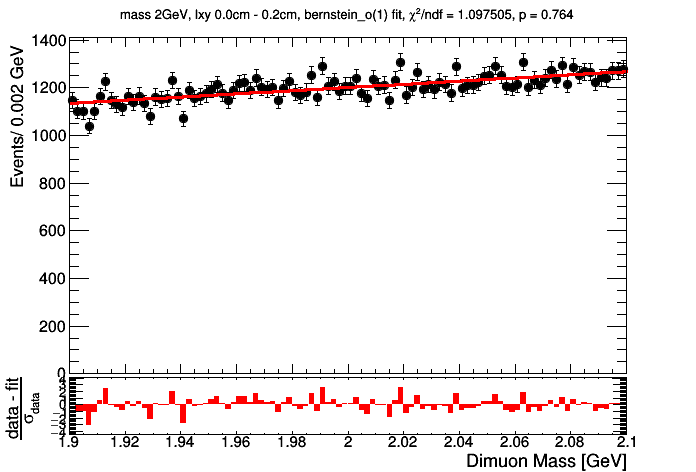 mass 2GeV, lxy 0.0cm - 0.2cm, bernstein_o(1) fit, χ²/ndf = 1.097505, p = 0.764
Events/ 0.002 GeV
1400
1200
1000
800
600
400
200
0
data - fit
σdata
4
0
1.9 1.92 1.94 1.96 1.98 2 2.02 2.04 2.06 2.08 2.1
Dimuon Mass [GeV]